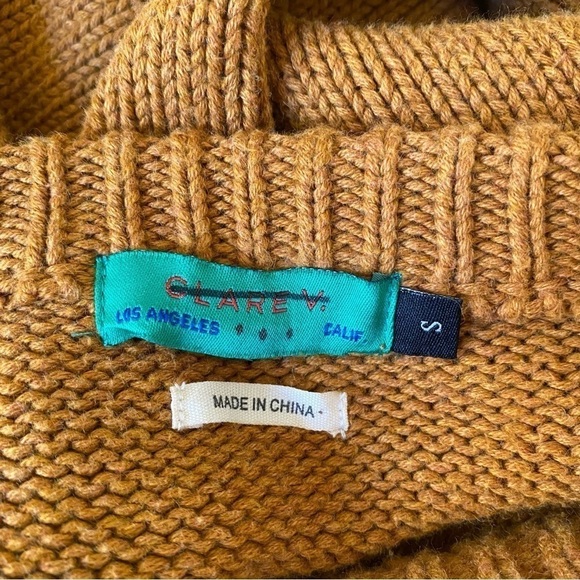 CLARE V.
LOS ANGELES CALIF.
S
MADE IN CHINA